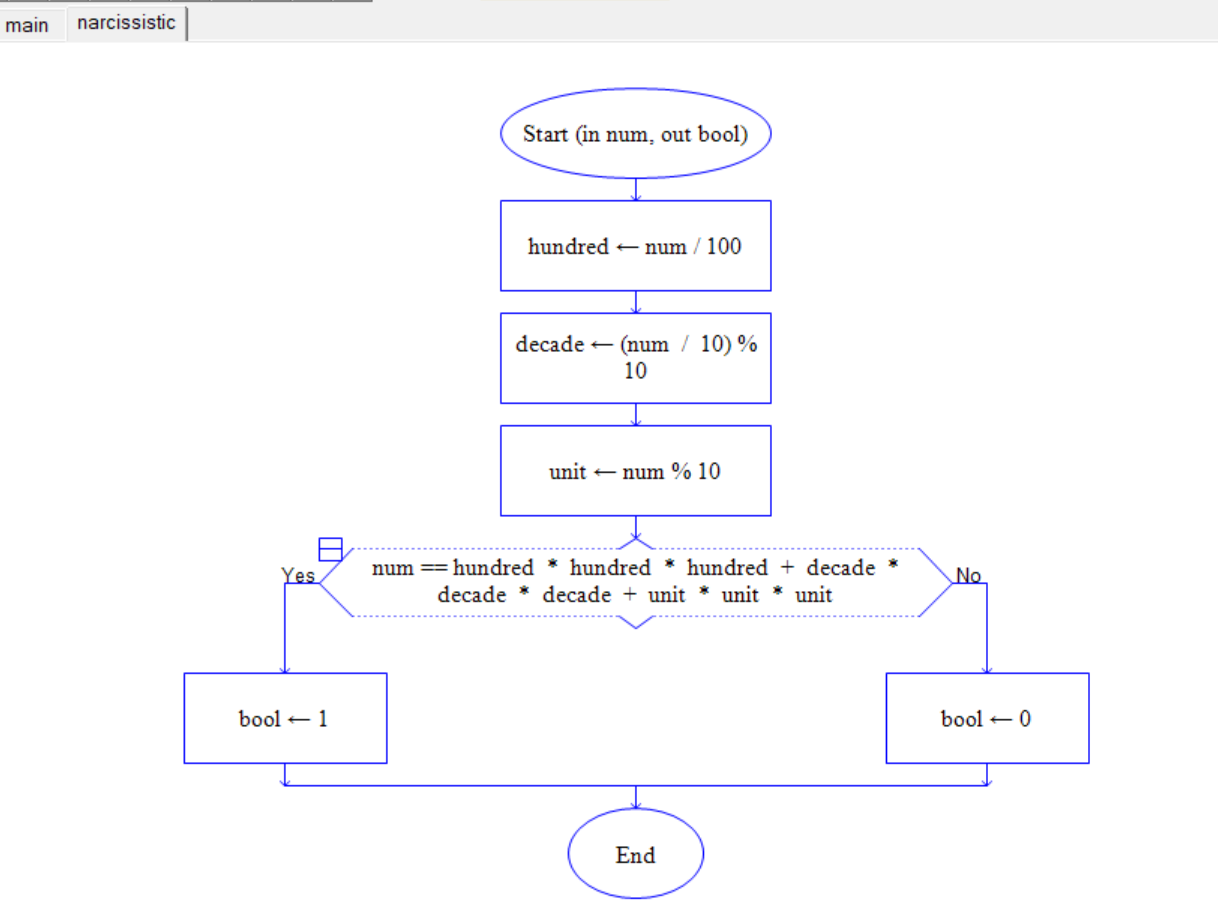 main
narcissistic
Start (in num, out bool)
hundred ← num / 100
decade ← (num / 10) %
10
unit ← num % 10
Yes
num == hundred * hundred * hundred + decade *
decade * decade + unit * unit * unit
No
bool ← 1
bool ← 0
End